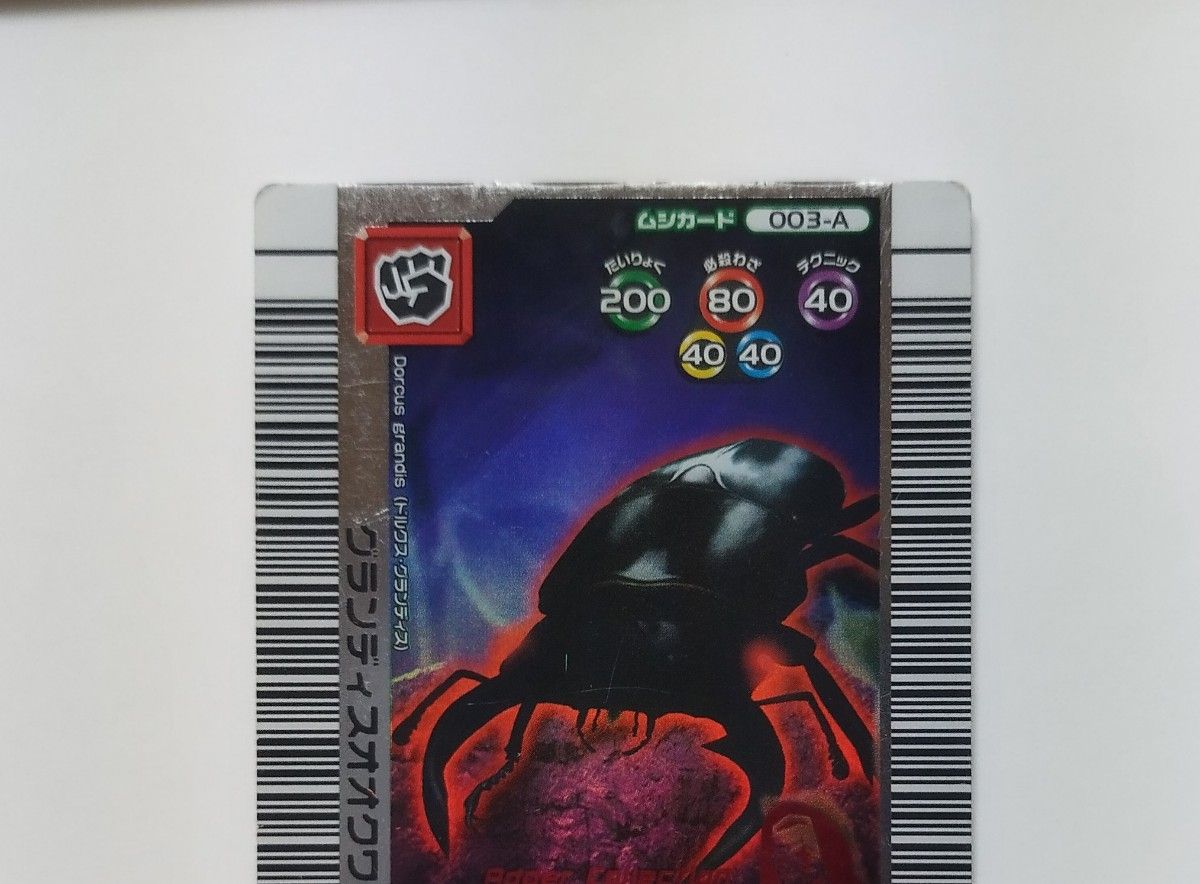 ムシカード 003-A
たいりょく 必殺わざ テクニック
200 80 40
40 40
Dorcus grandis (ドルクス・グランディス)
グランディスオオクワ